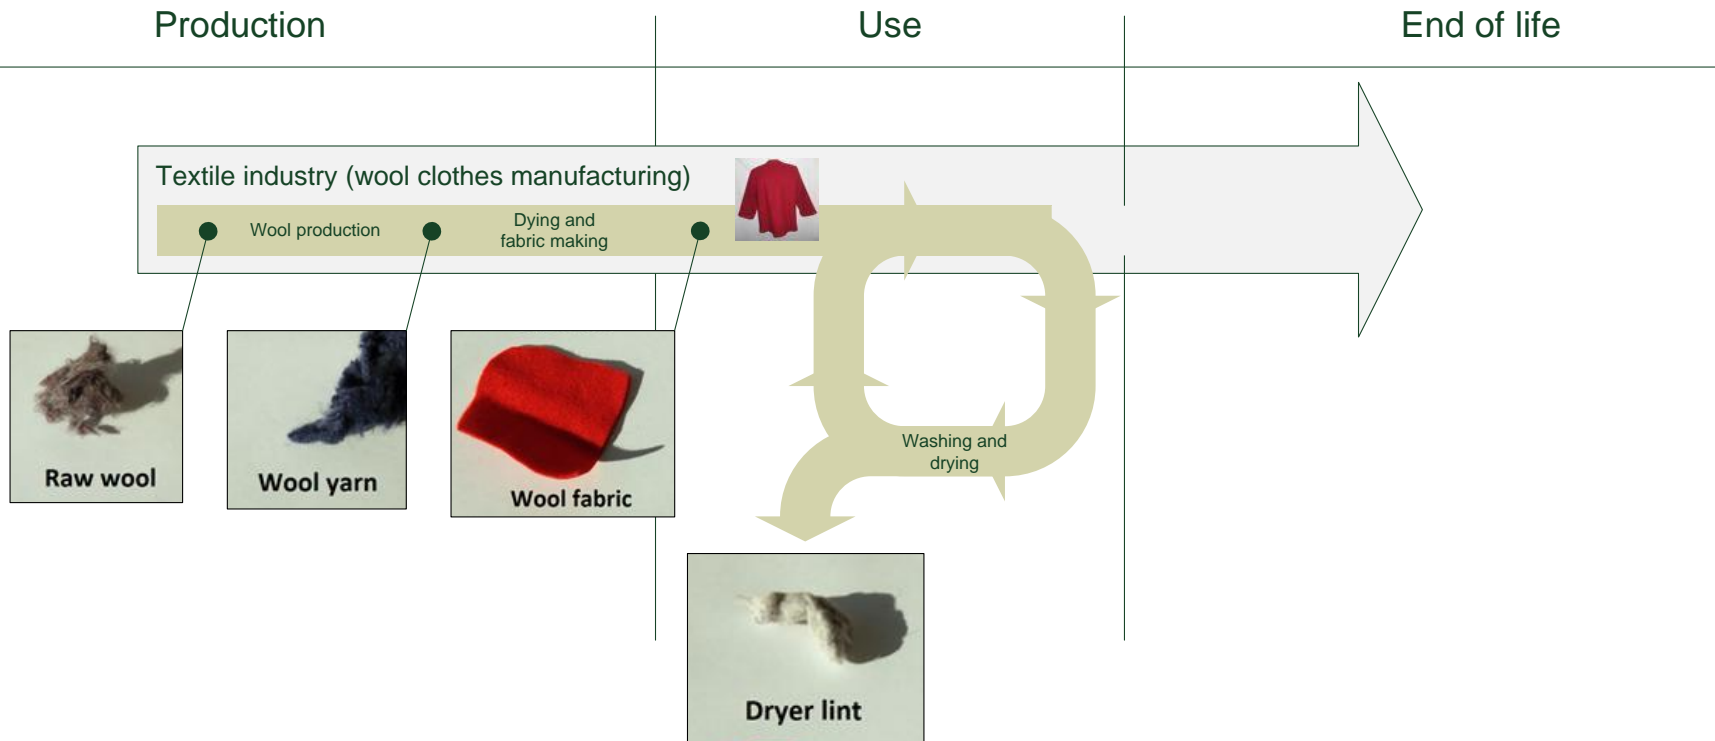 Production
Use
End of life
Textile industry (wool clothes manufacturing)
Wool production
Dying and
fabric making
Raw wool
Wool yarn
Wool fabric
Washing and
drying
Dryer lint